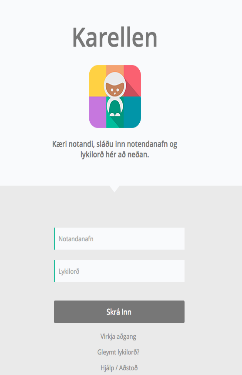 Karellen
Kæri notandi, sláðu inn notendanafn og
lykilorð hér að neðan.
Notandanafn
Lykilorð
Skrá Inn
Virkja aðgang
Gleymt lykilorð?
Hjálp / Aðstoð